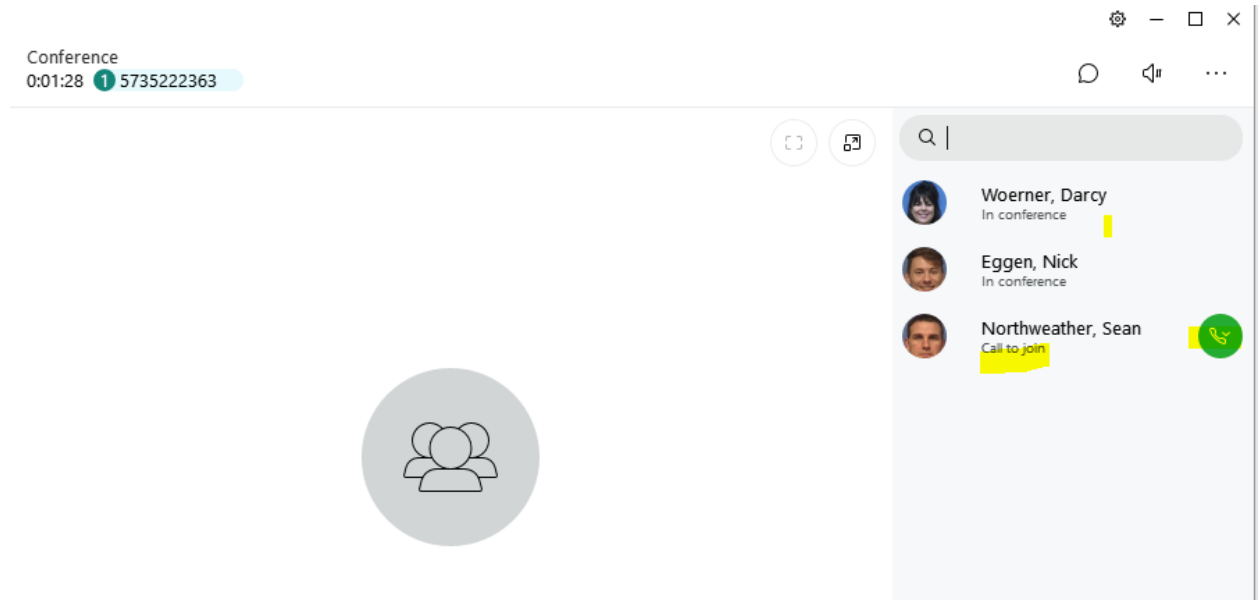 Conference
0:01:28 1 5735222363
Woerner, Darcy
In conference
Eggen, Nick
In conference
Northweather, Sean
Call to join